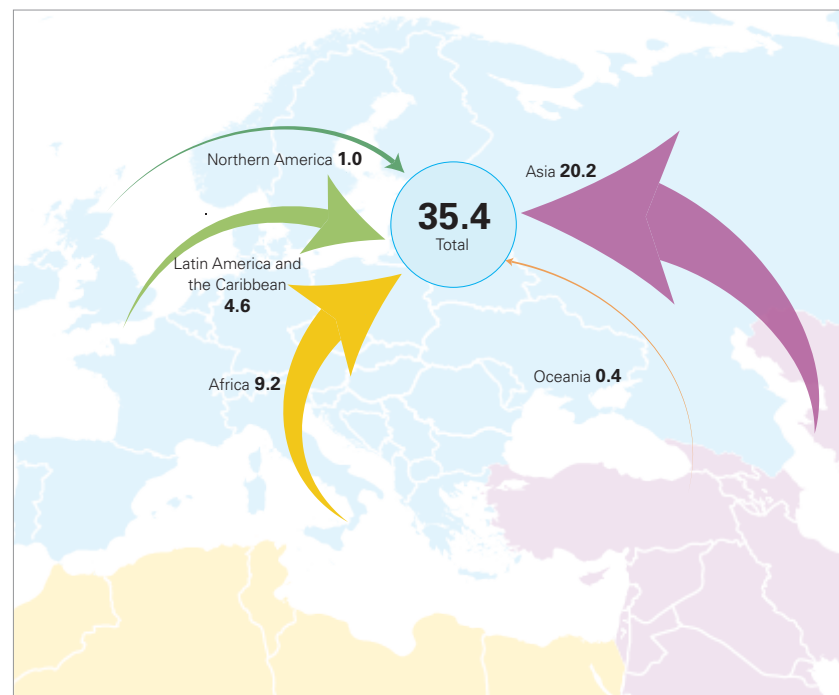 Northern America 1.0
Asia 20.2
35.4
Total
Latin America and
the Caribbean
4.6
Africa 9.2
Oceania 0.4